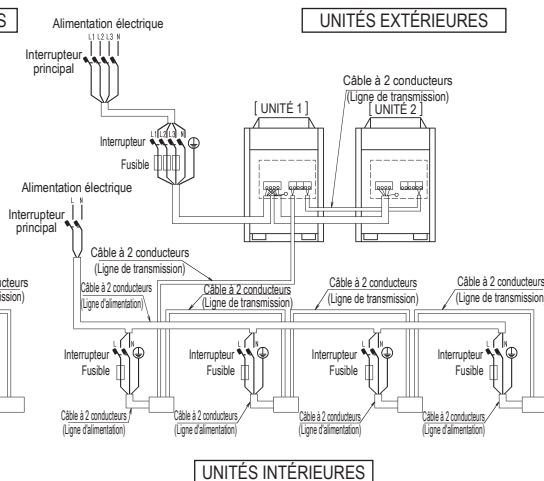 S
Alimentation électrique
UNITÉS EXTÉRIEURES
L1 L2 L3 N
Interrupteur
principal
Câble à 2 conducteurs
(Ligne de transmission)
[ UNITÉ 1 ]
[ UNITÉ 2 ]
L1 L2 L3 N
Interrupteur
Fusible
Alimentation électrique
L N
Interrupteur
principal
Câble à 2 conducteurs
(Ligne de transmission)
Câble à 2 conducteurs
(Ligne d'alimentation)
Câble à 2 conducteurs
(Ligne de transmission)
Câble à 2 conducteurs
(Ligne de transmission)
Câble à 2 conducteurs
(Ligne de transmission
ucteurs
ission)
L N
Interrupteur
Fusible
L N
Interrupteur
Fusible
L N
Interrupteur
Fusible
L N
Interrupteur
Fusible
Câble à 2 conducteurs
(Ligne d'alimentation)
Câble à 2 conducteurs
(Ligne d'alimentation)
Câble à 2 conducteurs
(Ligne d'alimentation)
Câble à 2 conducteurs
(Ligne d'alimentation)
UNITÉS INTÉRIEURES